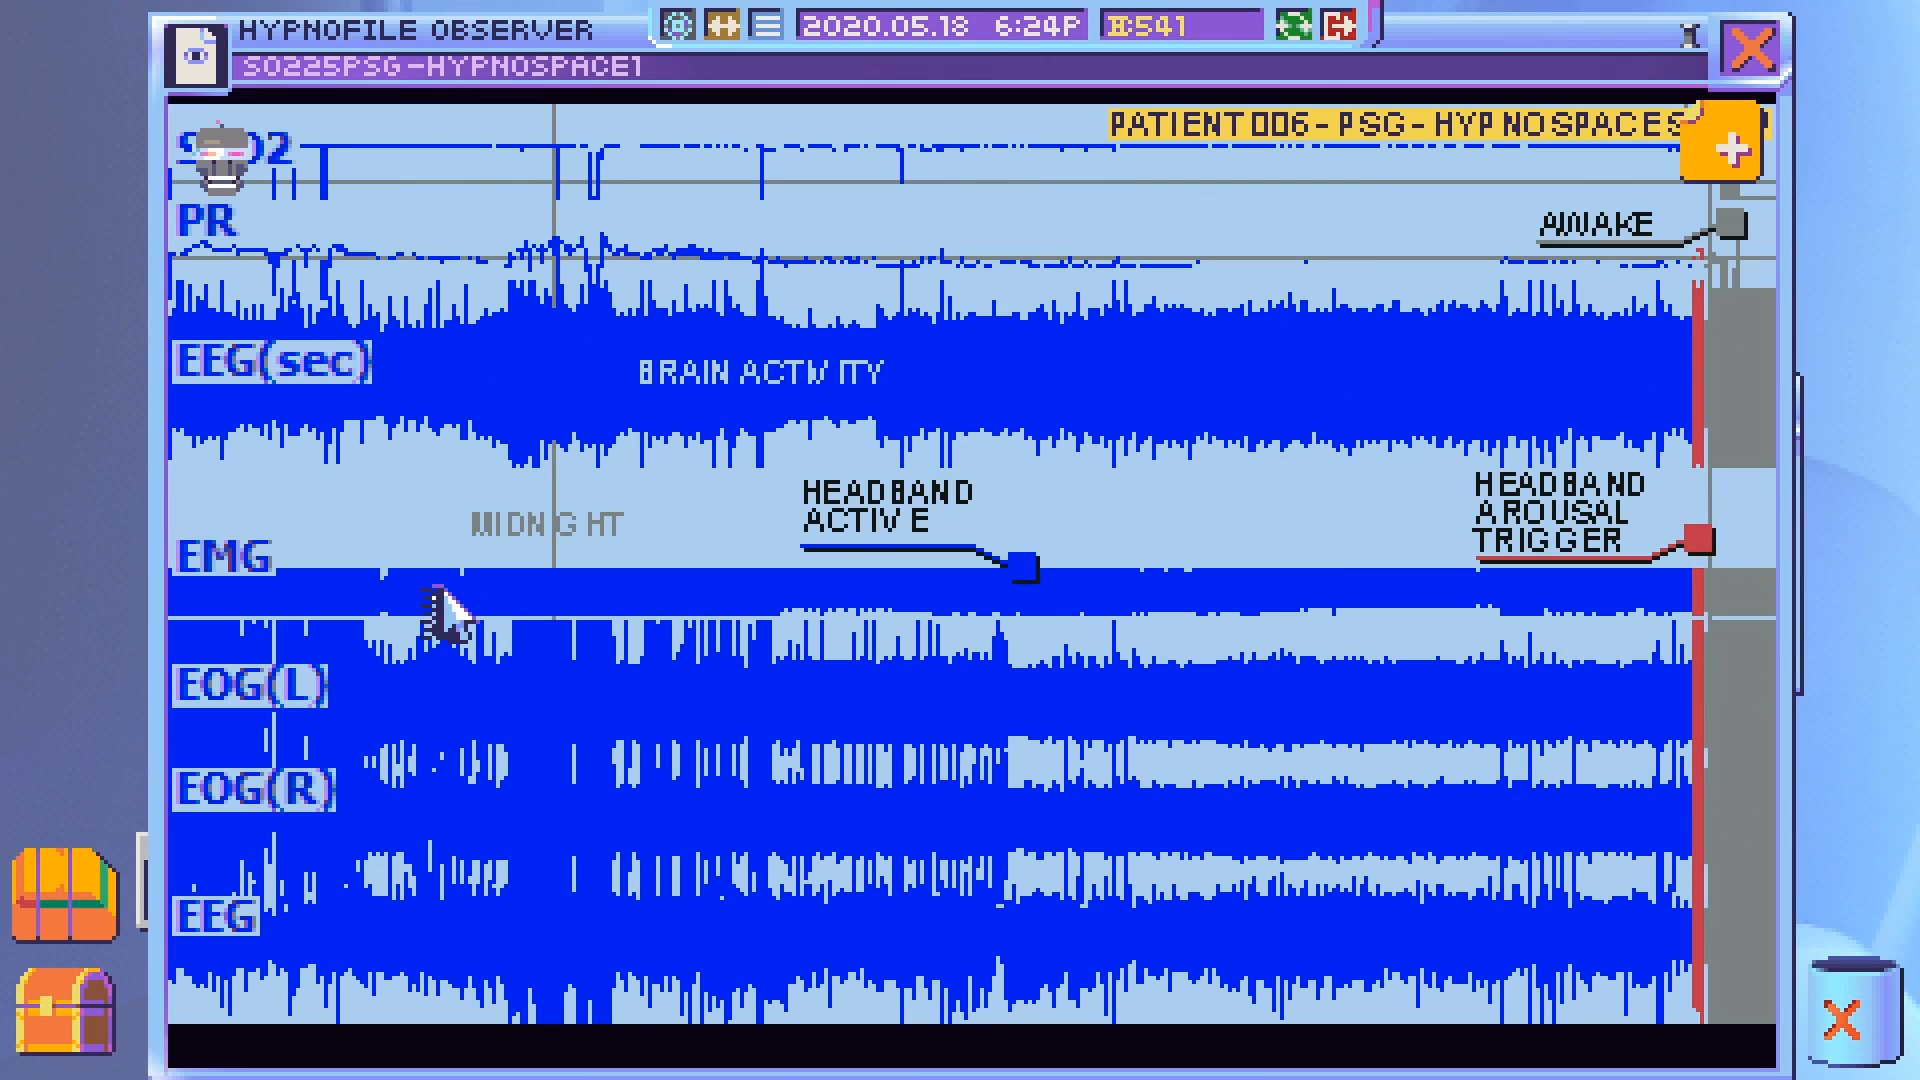 HYPNOFILE OBSERVER
2020.05.18 6:24P
541
S0225PSG-HYPNOSPACE1
PATIENT 006 - PSG - HYPNOSPACE
PR
AWAKE
EEG(sec)
BRAIN ACTIVITY
HEADBAND
ACTIVE
HEADBAND
AROUSAL
TRIGGER
MIDNIGHT
EMG
EOG(L)
EOG(R)
EEG